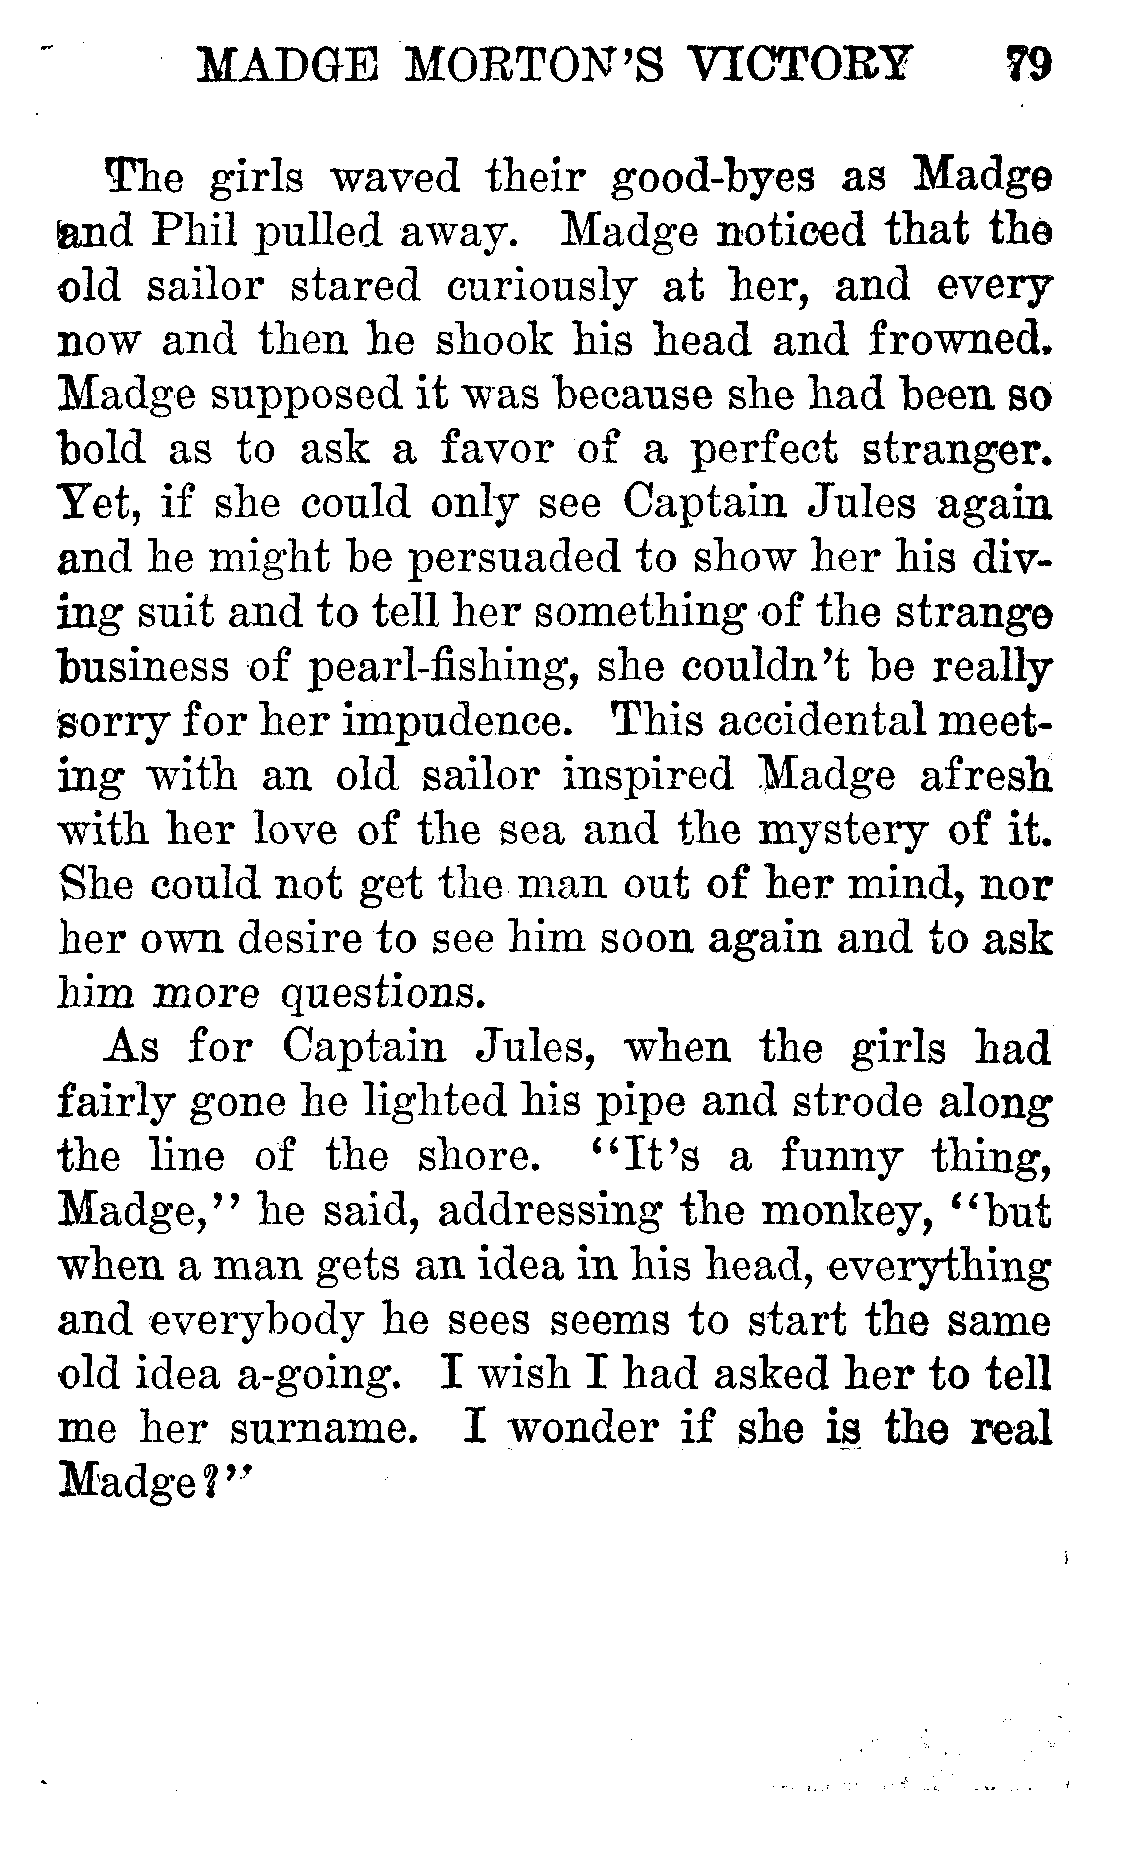 MADGE MORTON'S VICTORY 79
The girls waved their good-byes as Madge
and Phil pulled away. Madge noticed that the
old sailor stared curiously at her, and every
now and then he shook his head and frowned.
Madge supposed it was because she had been so
bold as to ask a favor of a perfect stranger.
Yet, if she could only see Captain Jules again
and he might be persuaded to show her his div-
ing suit and to tell her something of the strange
business of pearl-fishing, she couldn't be really
sorry for her impudence. This accidental meet-
ing with an old sailor inspired Madge afresh
with her love of the sea and the mystery of it.
She could not get the man out of her mind, nor
her own desire to see him soon again and to ask
him more questions.
As for Captain Jules, when the girls had
fairly gone he lighted his pipe and strode along
the line of the shore. "It's a funny thing,
Madge," he said, addressing the monkey, "but
when a man gets an idea in his head, everything
and everybody he sees seems to start the same
old idea a-going. I wish I had asked her to tell
me her surname. I wonder if she is the real
Madge?"